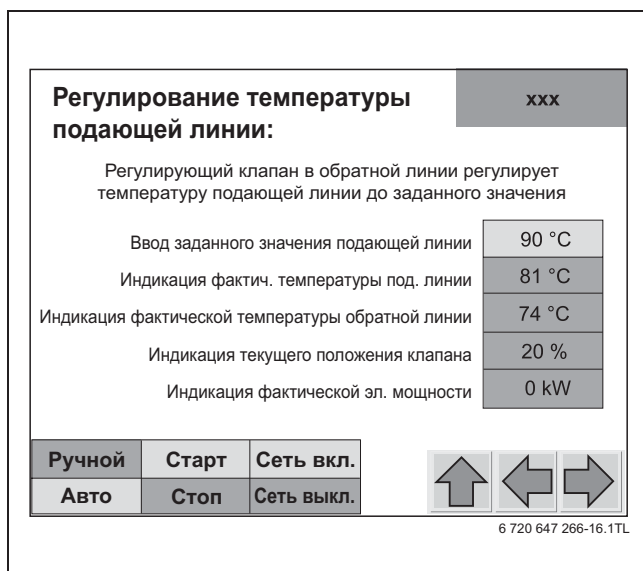 Регулирование температуры
подающей линии:
xxx
Регулирующий клапан в обратной линии регулирует
температуру подающей линии до заданного значения
Ввод заданного значения подающей линии 90 °C
Индикация фактич. температуры под. линии 81 °C
Индикация фактической температуры обратной линии 74 °C
Индикация текущего положения клапана 20 %
Индикация фактической эл. мощности 0 kW
Ручной Старт Сеть вкл.
Авто Стоп Сеть выкл.
6 720 647 266-16.1TL